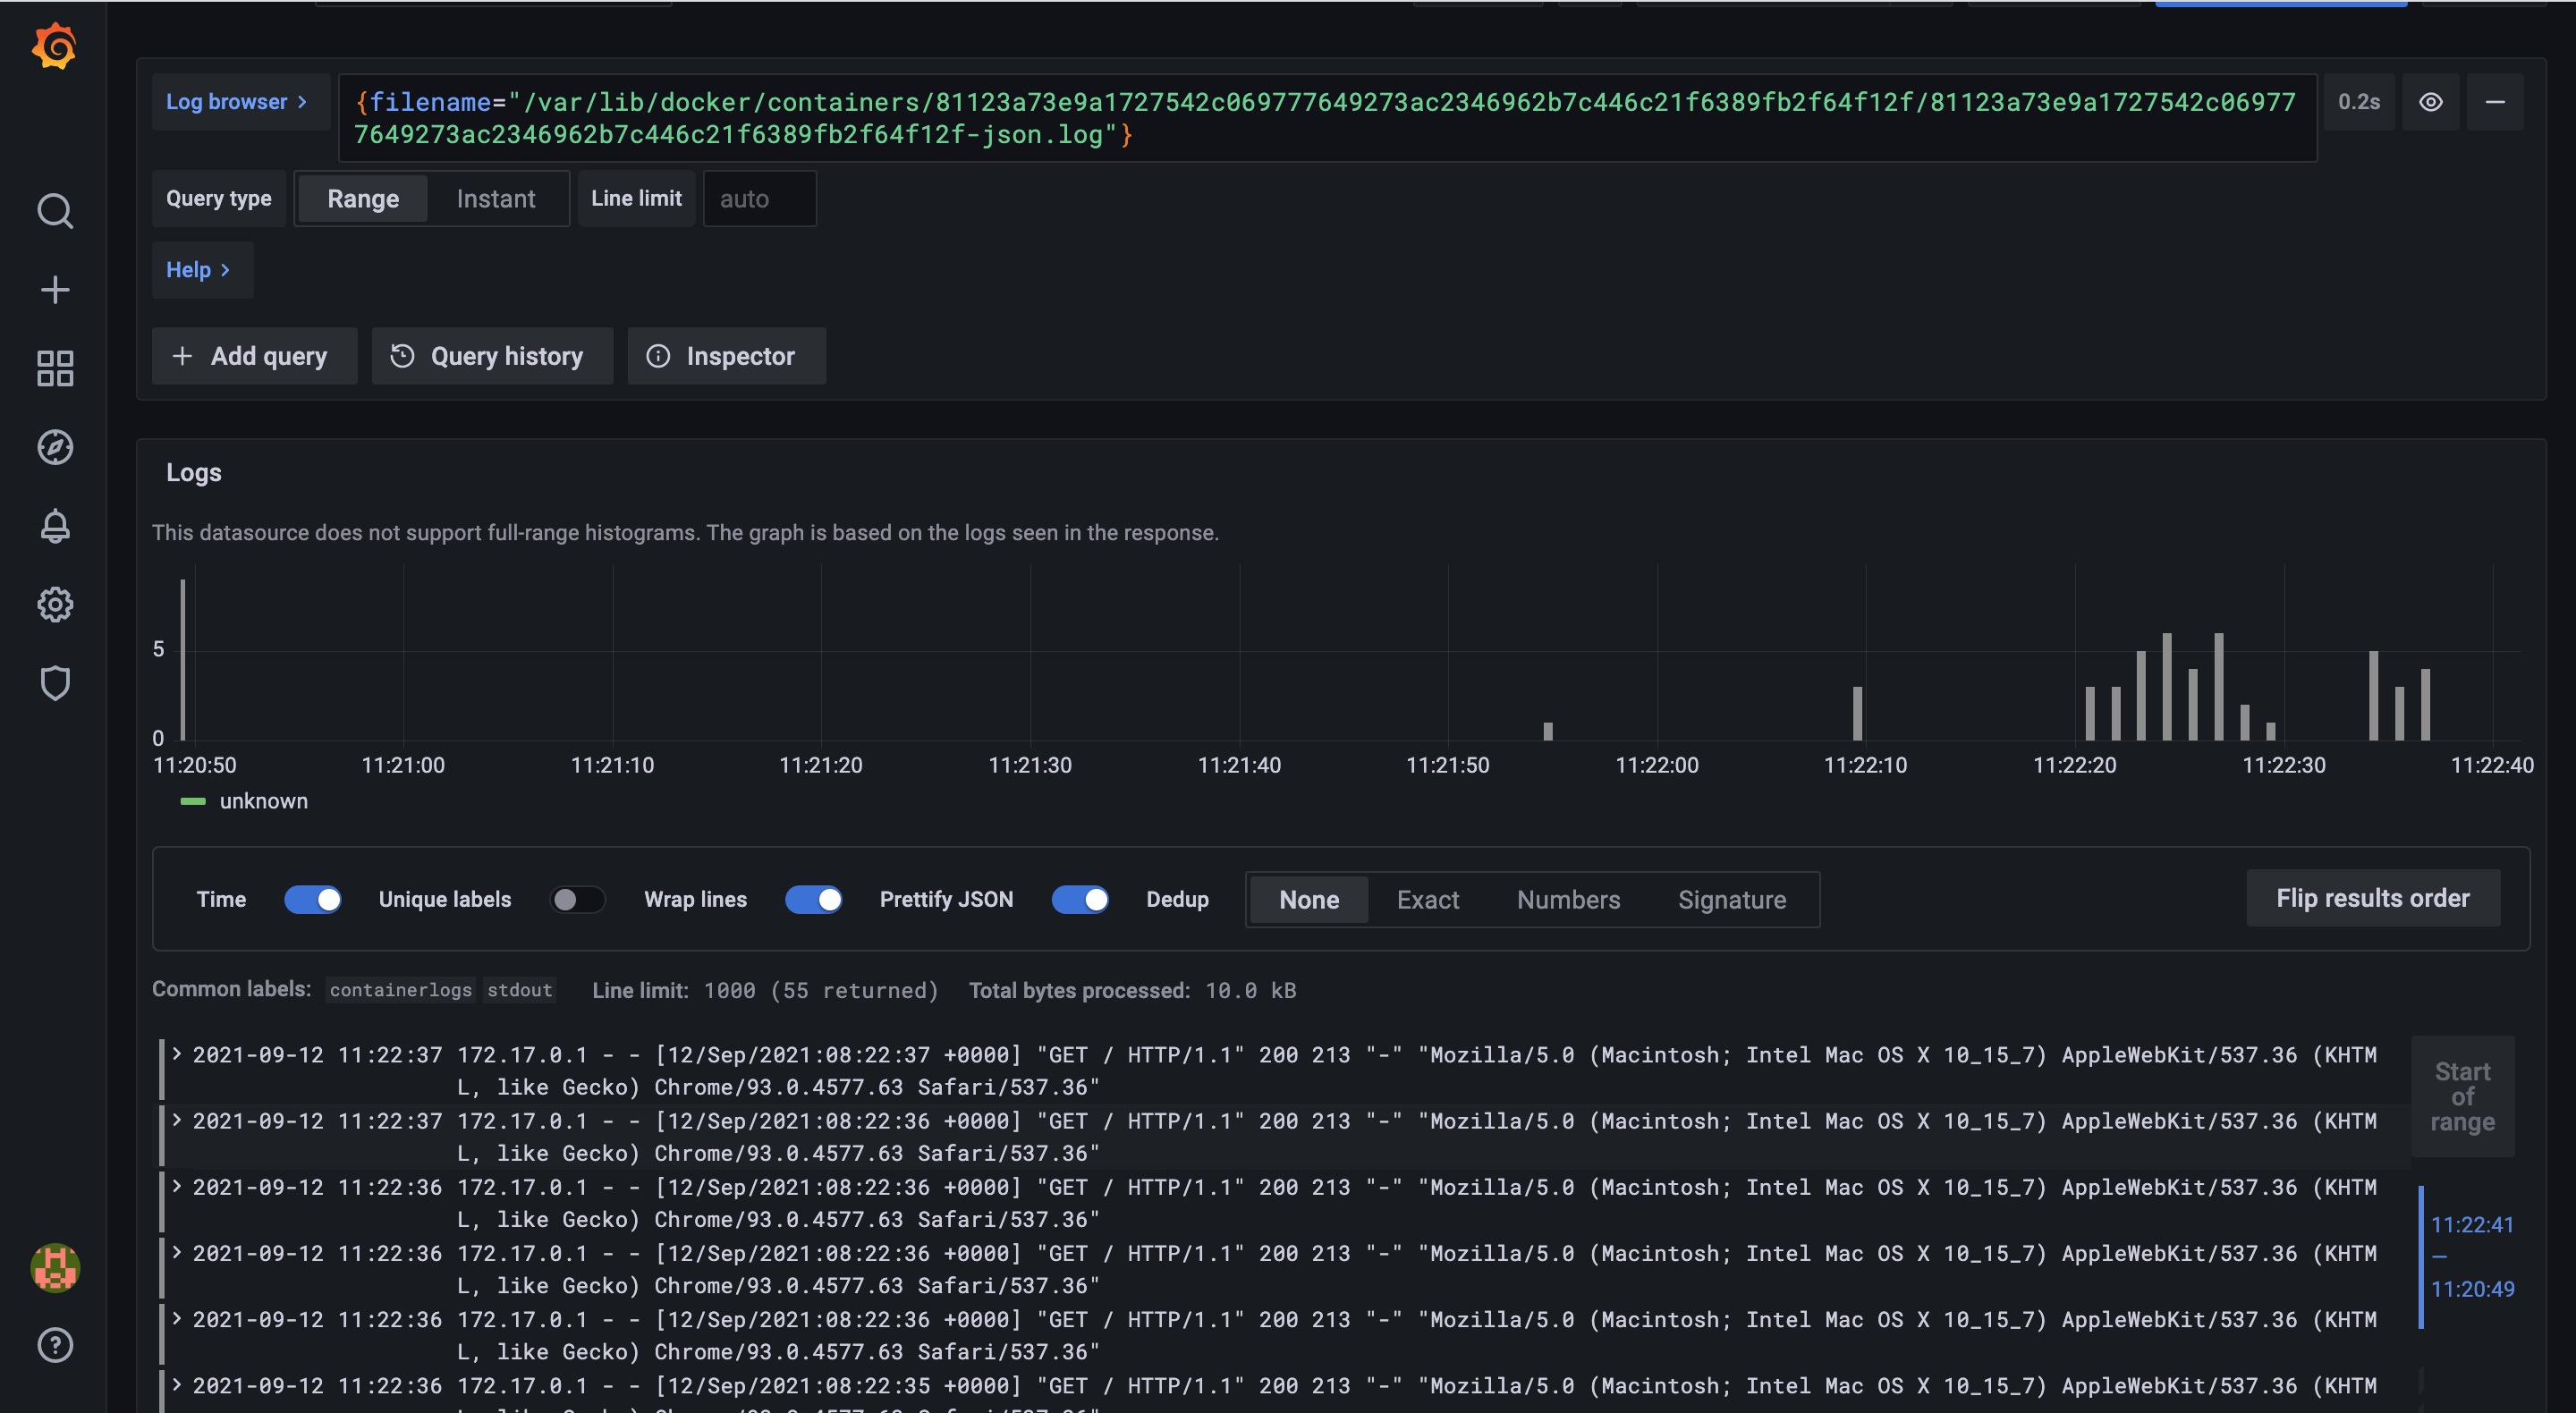 Log browser >
{filename="/var/lib/docker/containers/81123a73e9a1727542c069777649273ac2346962b7c446c21f6389fb2f64f12f/81123a73e9a1727542c06977
7649273ac2346962b7c446c21f6389fb2f64f12f-json.log"}
0.2s
Query type Range Instant Line limit auto
Help >
+ Add query Query history Inspector
Logs
This datasource does not support full-range histograms. The graph is based on the logs seen in the response.
5
0
11:20:50 11:21:00 11:21:10 11:21:20 11:21:30 11:21:40 11:21:50 11:22:00 11:22:10 11:22:20 11:22:30 11:22:40
unknown
Time Unique labels Wrap lines Prettify JSON Dedup None Exact Numbers Signature Flip results order
Common labels: containerlogs stdout Line limit: 1000 (55 returned) Total bytes processed: 10.0 kB
> 2021-09-12 11:22:37 172.17.0.1 - - [12/Sep/2021:08:22:37 +0000] "GET / HTTP/1.1" 200 213 "-" "Mozilla/5.0 (Macintosh; Intel Mac OS X 10_15_7) AppleWebKit/537.36 (KHTM
L, like Gecko) Chrome/93.0.4577.63 Safari/537.36"
> 2021-09-12 11:22:37 172.17.0.1 - - [12/Sep/2021:08:22:36 +0000] "GET / HTTP/1.1" 200 213 "-" "Mozilla/5.0 (Macintosh; Intel Mac OS X 10_15_7) AppleWebKit/537.36 (KHTM
L, like Gecko) Chrome/93.0.4577.63 Safari/537.36"
> 2021-09-12 11:22:36 172.17.0.1 - - [12/Sep/2021:08:22:36 +0000] "GET / HTTP/1.1" 200 213 "-" "Mozilla/5.0 (Macintosh; Intel Mac OS X 10_15_7) AppleWebKit/537.36 (KHTM
L, like Gecko) Chrome/93.0.4577.63 Safari/537.36"
> 2021-09-12 11:22:36 172.17.0.1 - - [12/Sep/2021:08:22:36 +0000] "GET / HTTP/1.1" 200 213 "-" "Mozilla/5.0 (Macintosh; Intel Mac OS X 10_15_7) AppleWebKit/537.36 (KHTM
L, like Gecko) Chrome/93.0.4577.63 Safari/537.36"
> 2021-09-12 11:22:36 172.17.0.1 - - [12/Sep/2021:08:22:36 +0000] "GET / HTTP/1.1" 200 213 "-" "Mozilla/5.0 (Macintosh; Intel Mac OS X 10_15_7) AppleWebKit/537.36 (KHTM
L, like Gecko) Chrome/93.0.4577.63 Safari/537.36"
> 2021-09-12 11:22:36 172.17.0.1 - - [12/Sep/2021:08:22:35 +0000] "GET / HTTP/1.1" 200 213 "-" "Mozilla/5.0 (Macintosh; Intel Mac OS X 10_15_7) AppleWebKit/537.36 (KHTM
Start
of
range
11:22:41
—
11:20:49